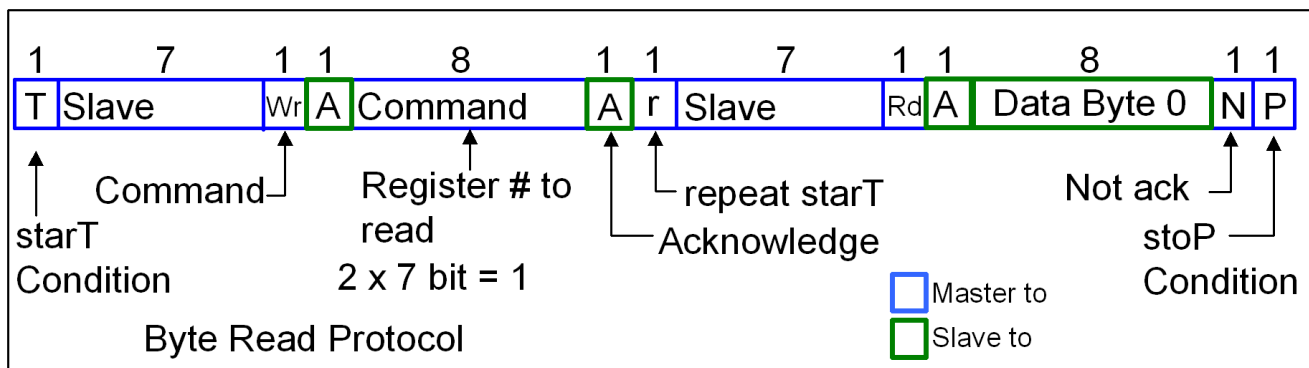 1 7 1 1 8 1 1 7 1 1 8 1 1
T Slave Wr A Command A r Slave Rd A Data Byte 0 N P
Command
Register # to
read
2 x 7 bit = 1
repeat starT
Acknowledge
Not ack
starT
Condition
stoP
Condition
Master to
Slave to
Byte Read Protocol